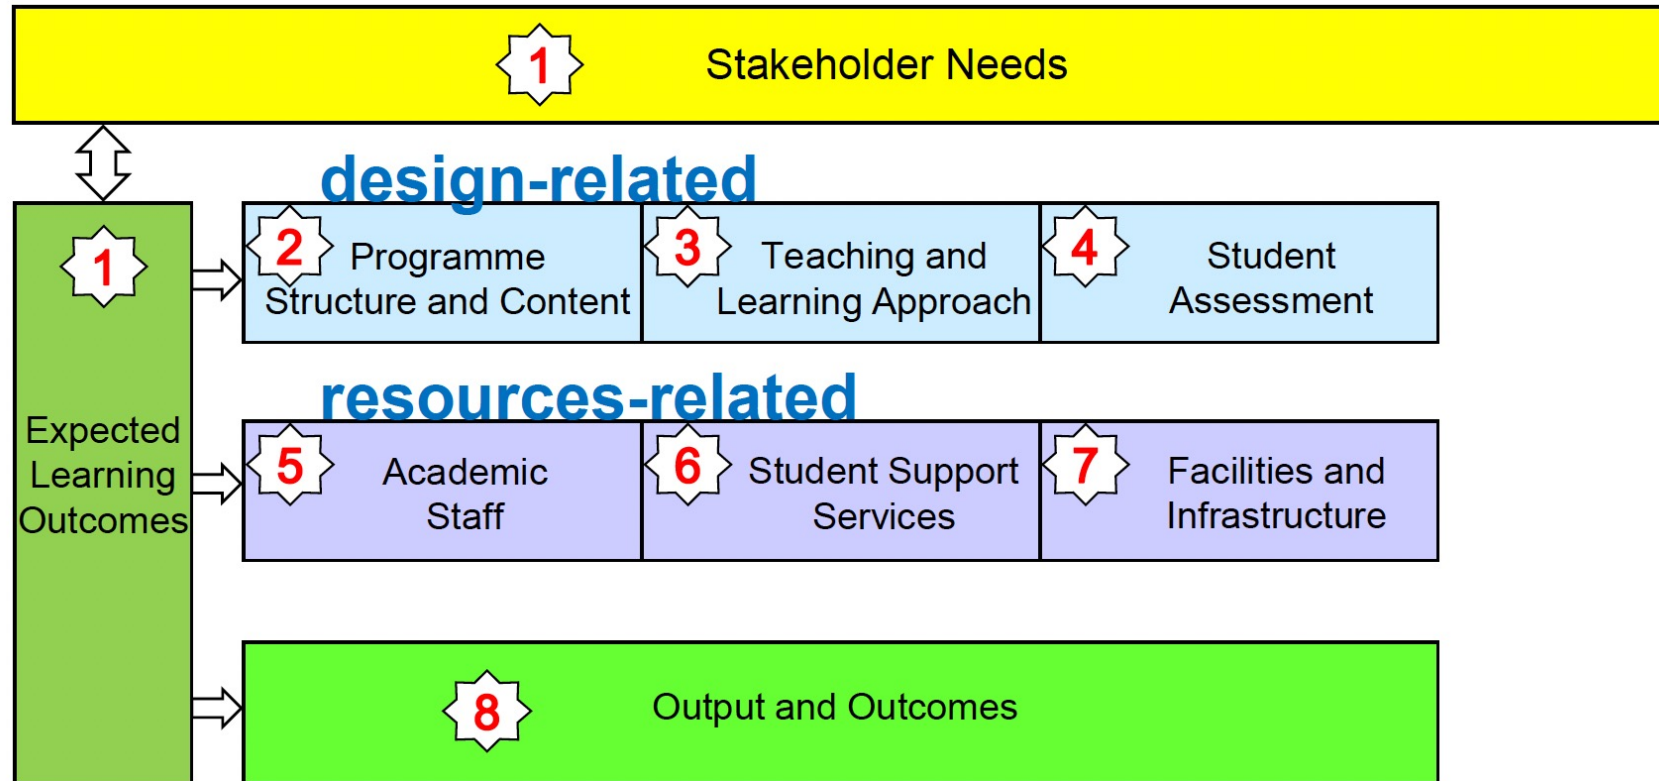 1 Stakeholder Needs
design-related
1
2 Programme
Structure and Content
3 Teaching and
Learning Approach
4 Student
Assessment
resources-related
Expected
Learning
Outcomes
5 Academic
Staff
6 Student Support
Services
7 Facilities and
Infrastructure
8 Output and Outcomes